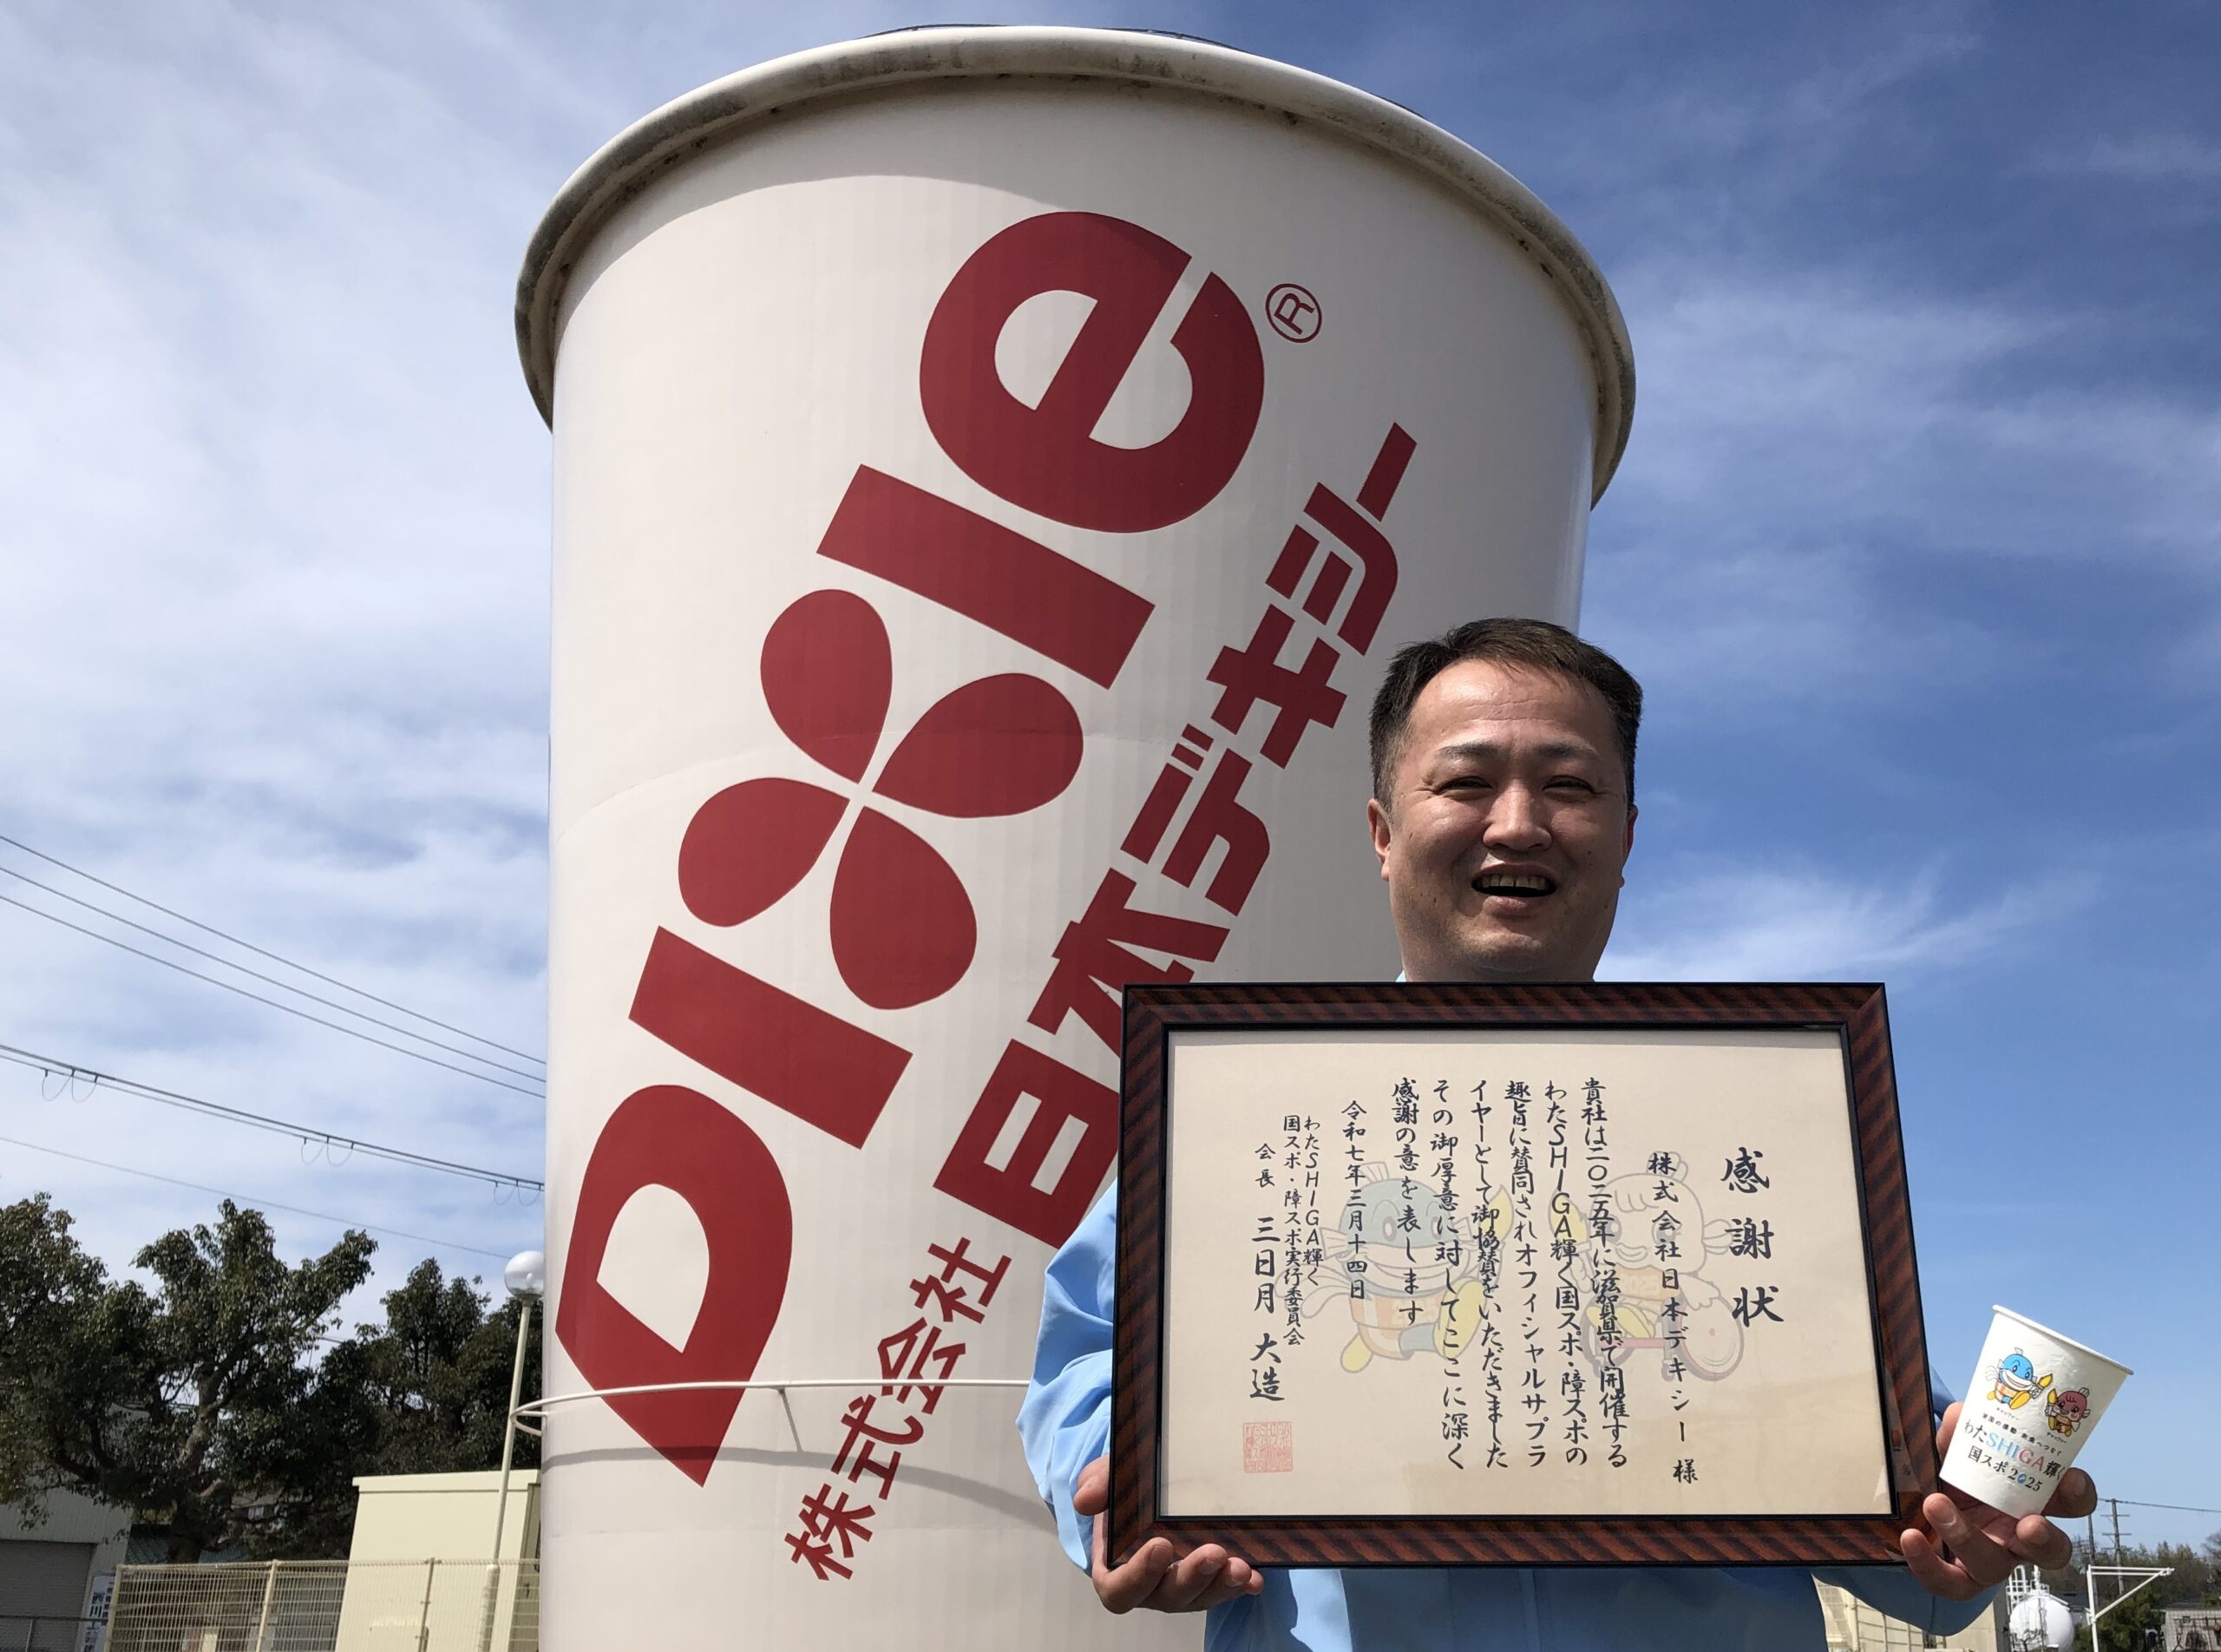 Dixie®
株式会社日本デキシー
感謝状
株式会社日本デキシー 様
貴社は二〇二五年に滋賀県で開催する
わたSHIGA輝く国スポ・障スポの
趣旨に賛同されオフィシャルサプラ
イヤーとして御協賛をいただきました
その御厚意に対してここに深く
感謝の意を表します
令和七年三月十四日
わたSHIGA輝く
国スポ・障スポ実行委員会
会長 三日月 大造
わたSHIGA輝く
国スポ2025